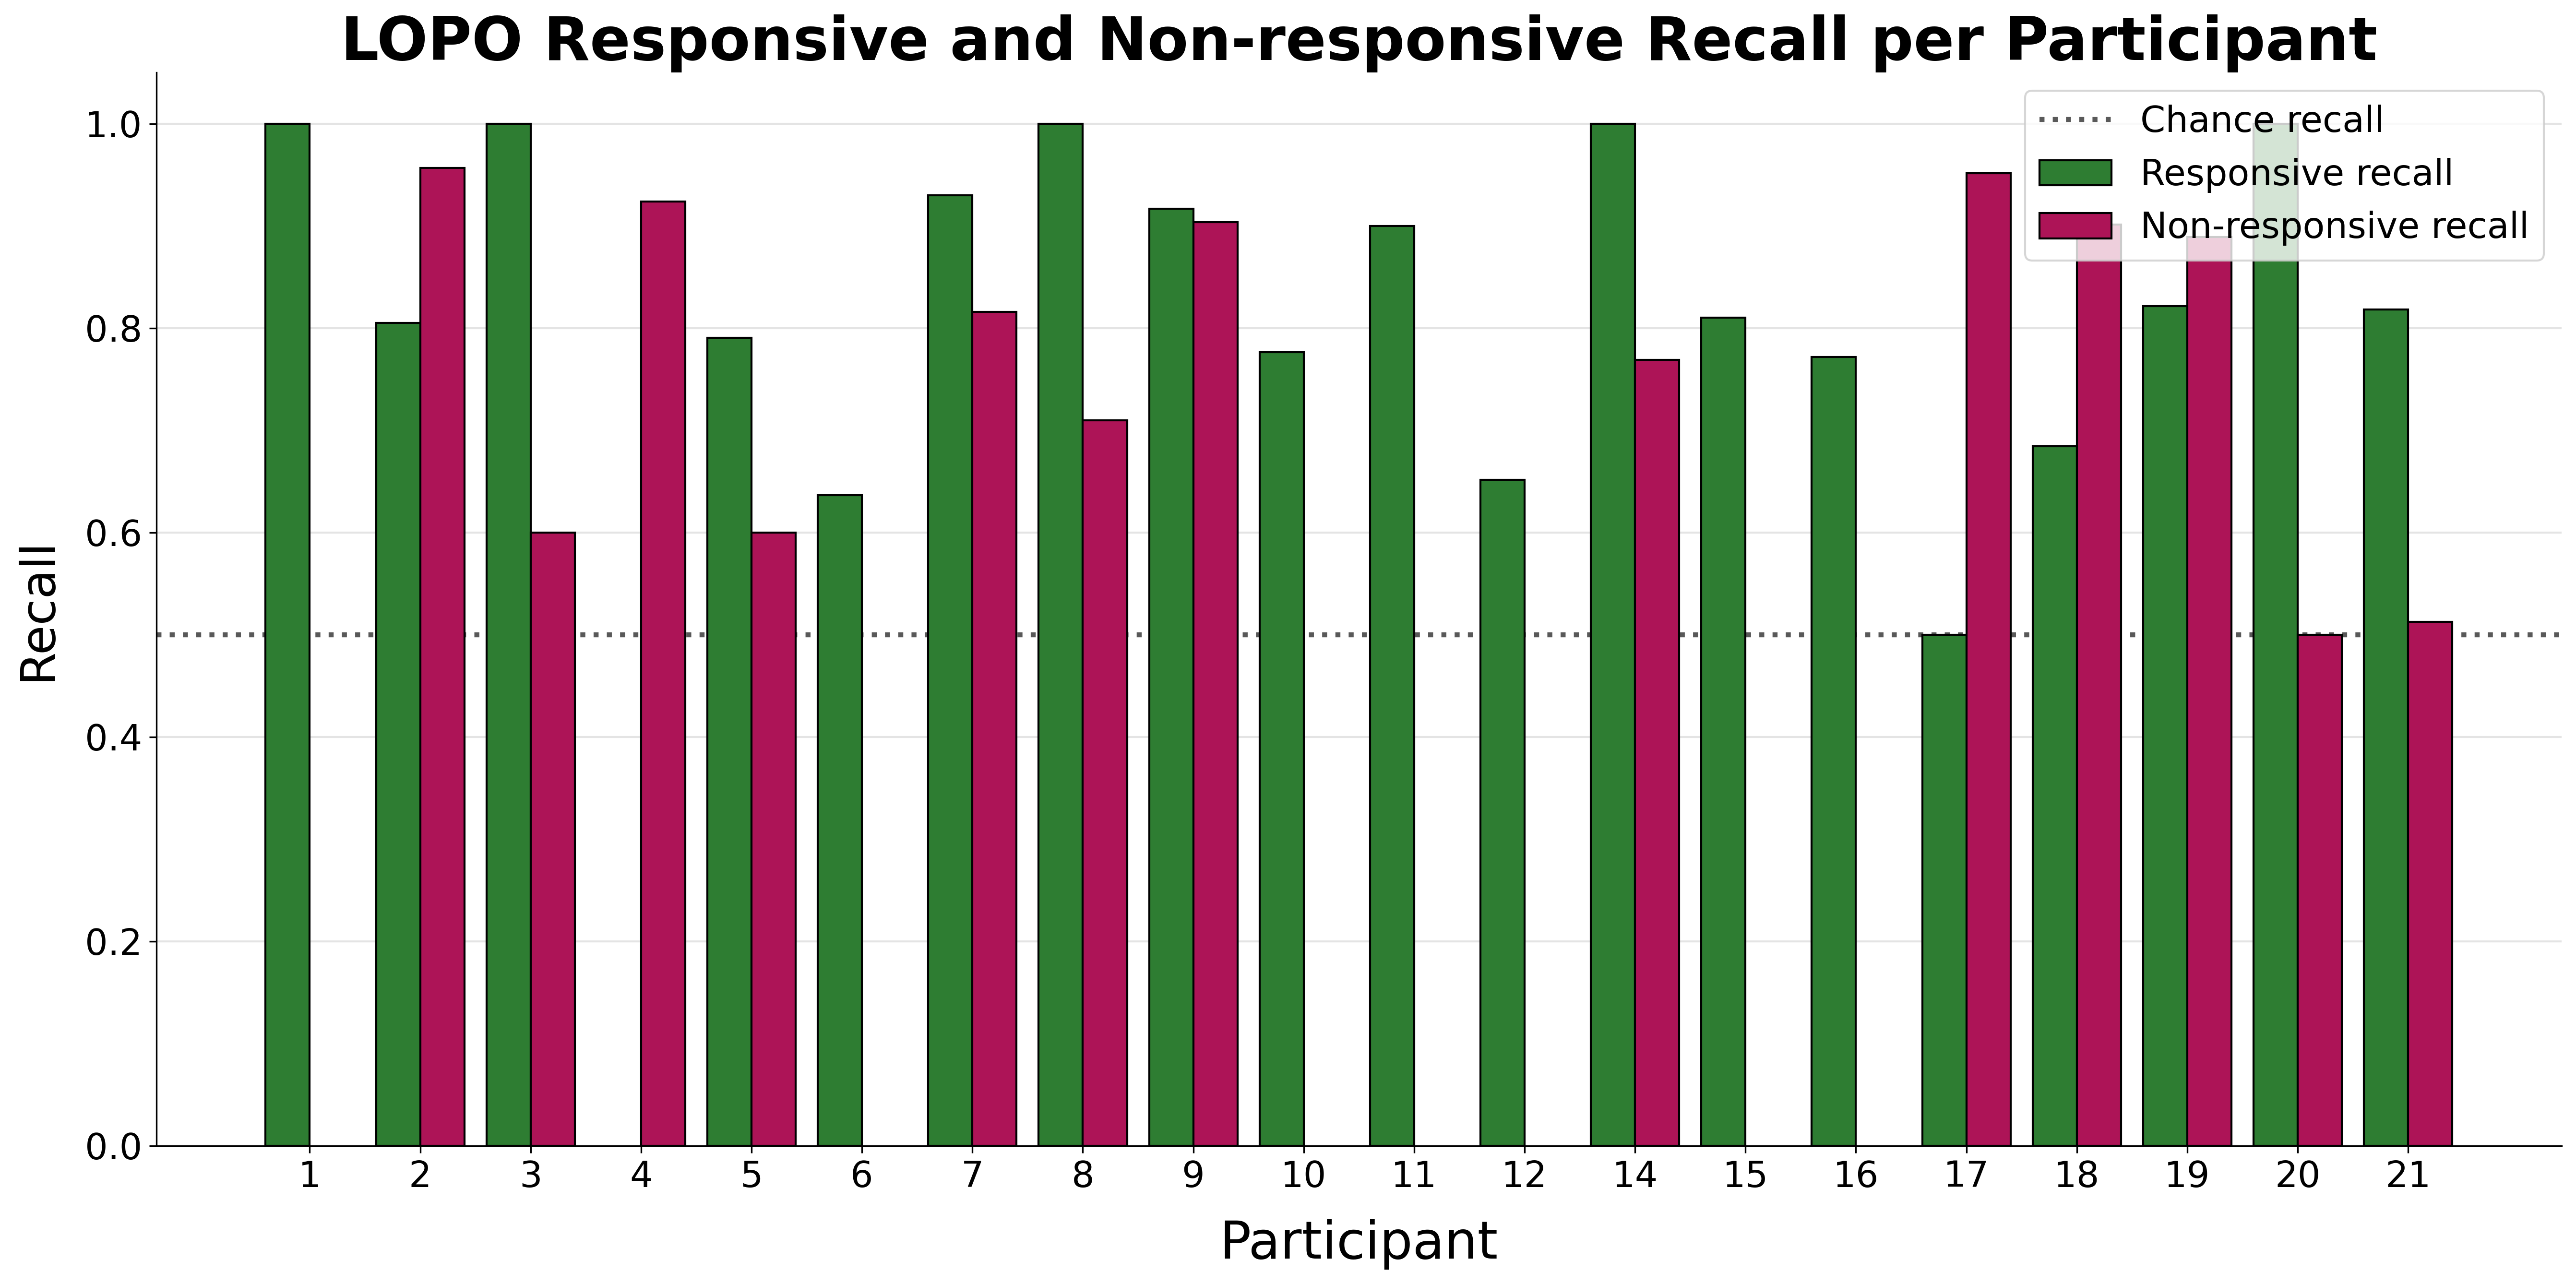 LOPO Responsive and Non-responsive Recall per Participant
Chance recall
Responsive recall
Non-responsive recall
1.0
0.8
0.6
0.4
0.2
0.0
Recall
1 2 3 4 5 6 7 8 9 10 11 12 14 15 16 17 18 19 20 21
Participant